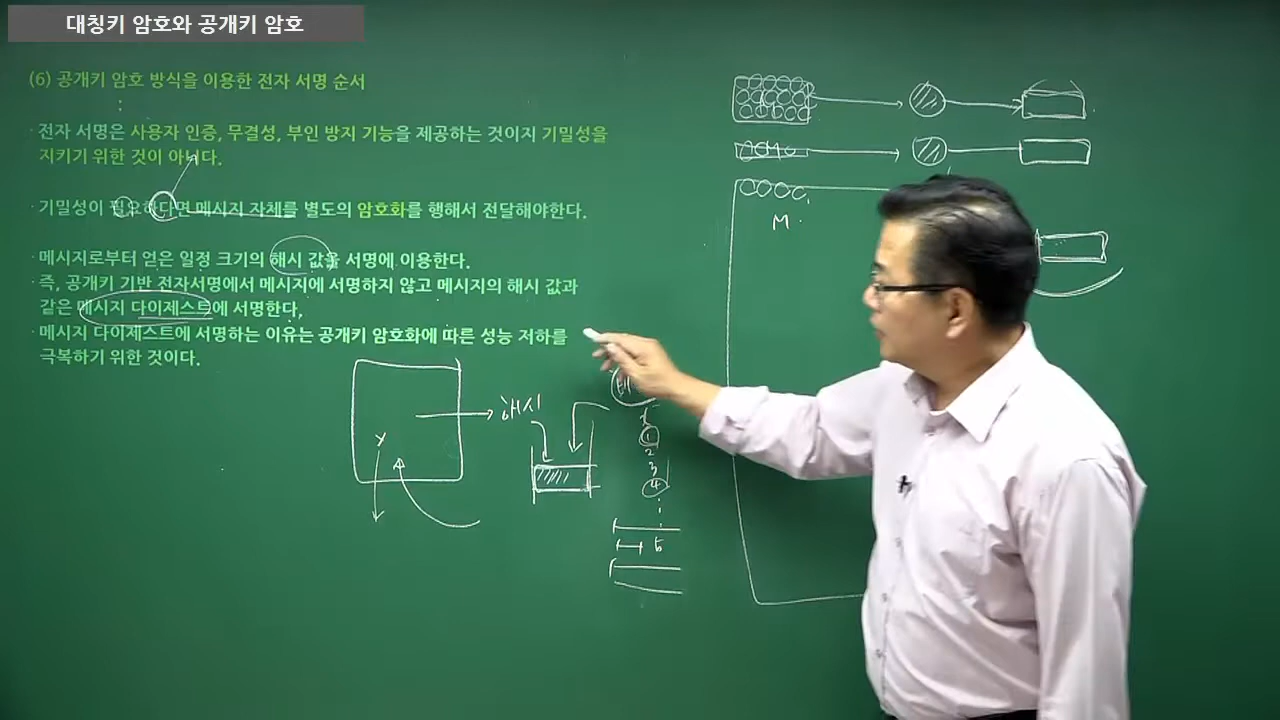 대칭키 암호와 공개키 암호
(6) 공개키 암호 방식을 이용한 전자 서명 순서
:
· 전자 서명은 사용자 인증, 무결성, 부인 방지 기능을 제공하는 것이지 기밀성을
지키기 위한 것이 아니다.
· 기밀성이 필요하다면 메시지 자체를 별도의 암호화를 행해서 전달해야한다.
· 메시지로부터 얻은 일정 크기의 해시 값을 서명에 이용한다.
· 즉, 공개키 기반 전자서명에서 메시지에 서명하지 않고 메시지의 해시 값과
같은 메시지 다이제스트에 서명한다,
· 메시지 다이제스트에 서명하는 이유는 공개키 암호화에 따른 성능 저하를
극복하기 위한 것이다.
해시
M
1
2
3
4